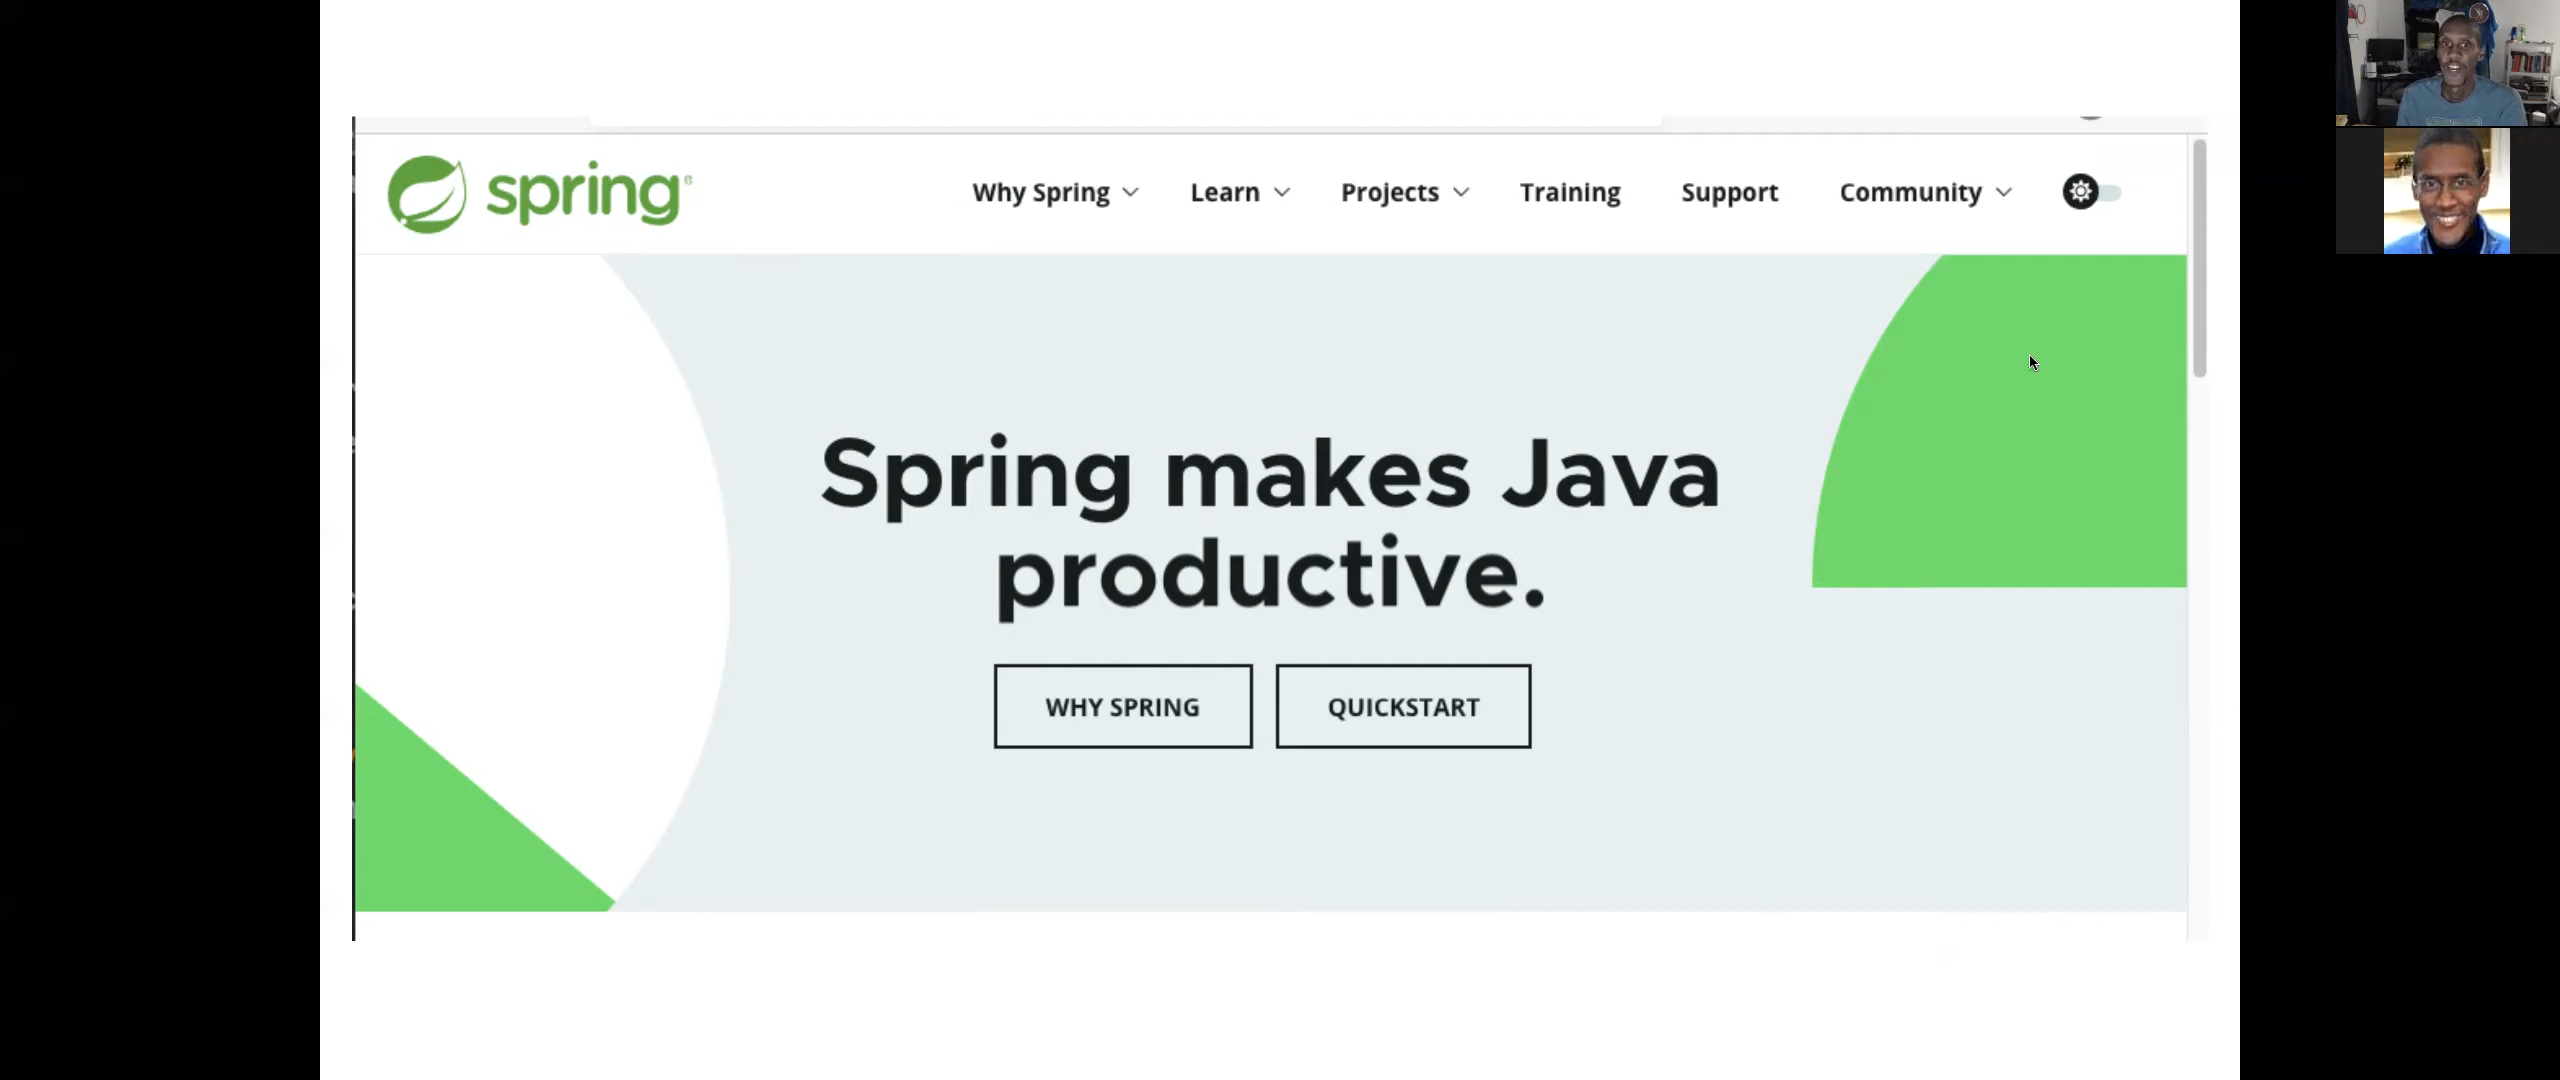 spring
Why Spring Learn Projects Training Support Community
Spring makes Java
productive.
WHY SPRING QUICKSTART